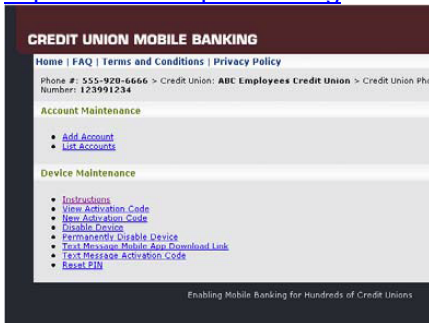 CREDIT UNION MOBILE BANKING
Home | FAQ | Terms and Conditions | Privacy Policy
Phone #: 555-920-6666 > Credit Union: ABC Employees Credit Union > Credit Union Pho
Number: 123991234
Account Maintenance
Add Account
List Accounts
Device Maintenance
Instructions
View Activation Code
New Activation Code
Disable Device
Permanently Disable Device
Text Message Mobile App Download Link
Text Message Activation Code
Reset PIN
Enabling Mobile Banking for Hundreds of Credit Unions